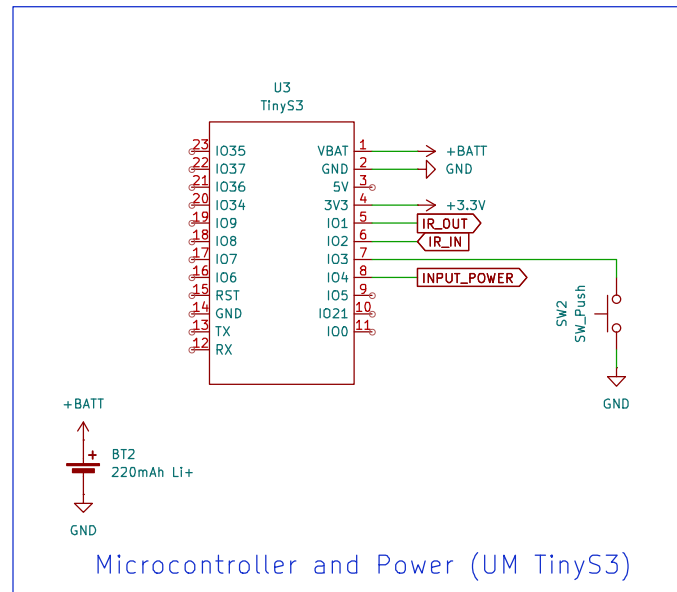 U3
TinyS3
23 IO35 VBAT 1 +BATT
22 IO37 GND 2 GND
21 IO36 5V 3
20 IO34 3V3 4 +3.3V
19 IO9 IO1 5 IR_OUT
18 IO8 IO2 6 IR_IN
17 IO7 IO3 7
16 IO6 IO4 8 INPUT_POWER
15 RST IO5 9
14 GND IO21 10
13 TX IO0 11
12 RX
SW2
SW_Push
GND
+BATT
+
BT2
220mAh Li+
GND
Microcontroller and Power (UM TinyS3)